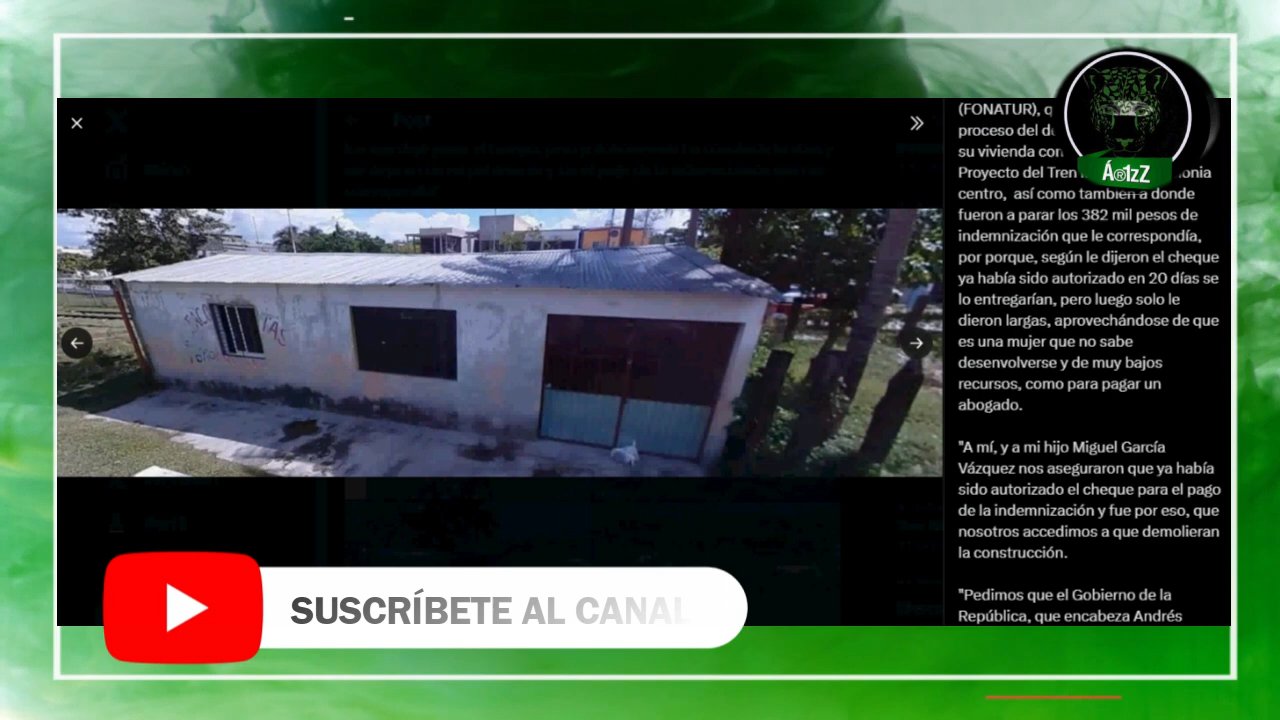 Á®1zZ
(FONATUR), q
proceso del d
su vivienda con
Proyecto del Tren
centro, así como también a donde
fueron a parar los 382 mil pesos de
indemnización que le correspondía,
por porque, según le dijeron el cheque
ya había sido autorizado en 20 días se
lo entregarían, pero luego solo le
dieron largas, aprovechándose de que
es una mujer que no sabe
desenvolverse y de muy bajos
recursos, como para pagar un
abogado.
"A mí, y a mi hijo Miguel García
Vázquez nos aseguraron que ya había
sido autorizado el cheque para el pago
de la indemnización y fue por eso, que
nosotros accedimos a que demolieran
la construcción.
"Pedimos que el Gobierno de la
República, que encabeza Andrés
SUSCRÍBETE AL CANAL